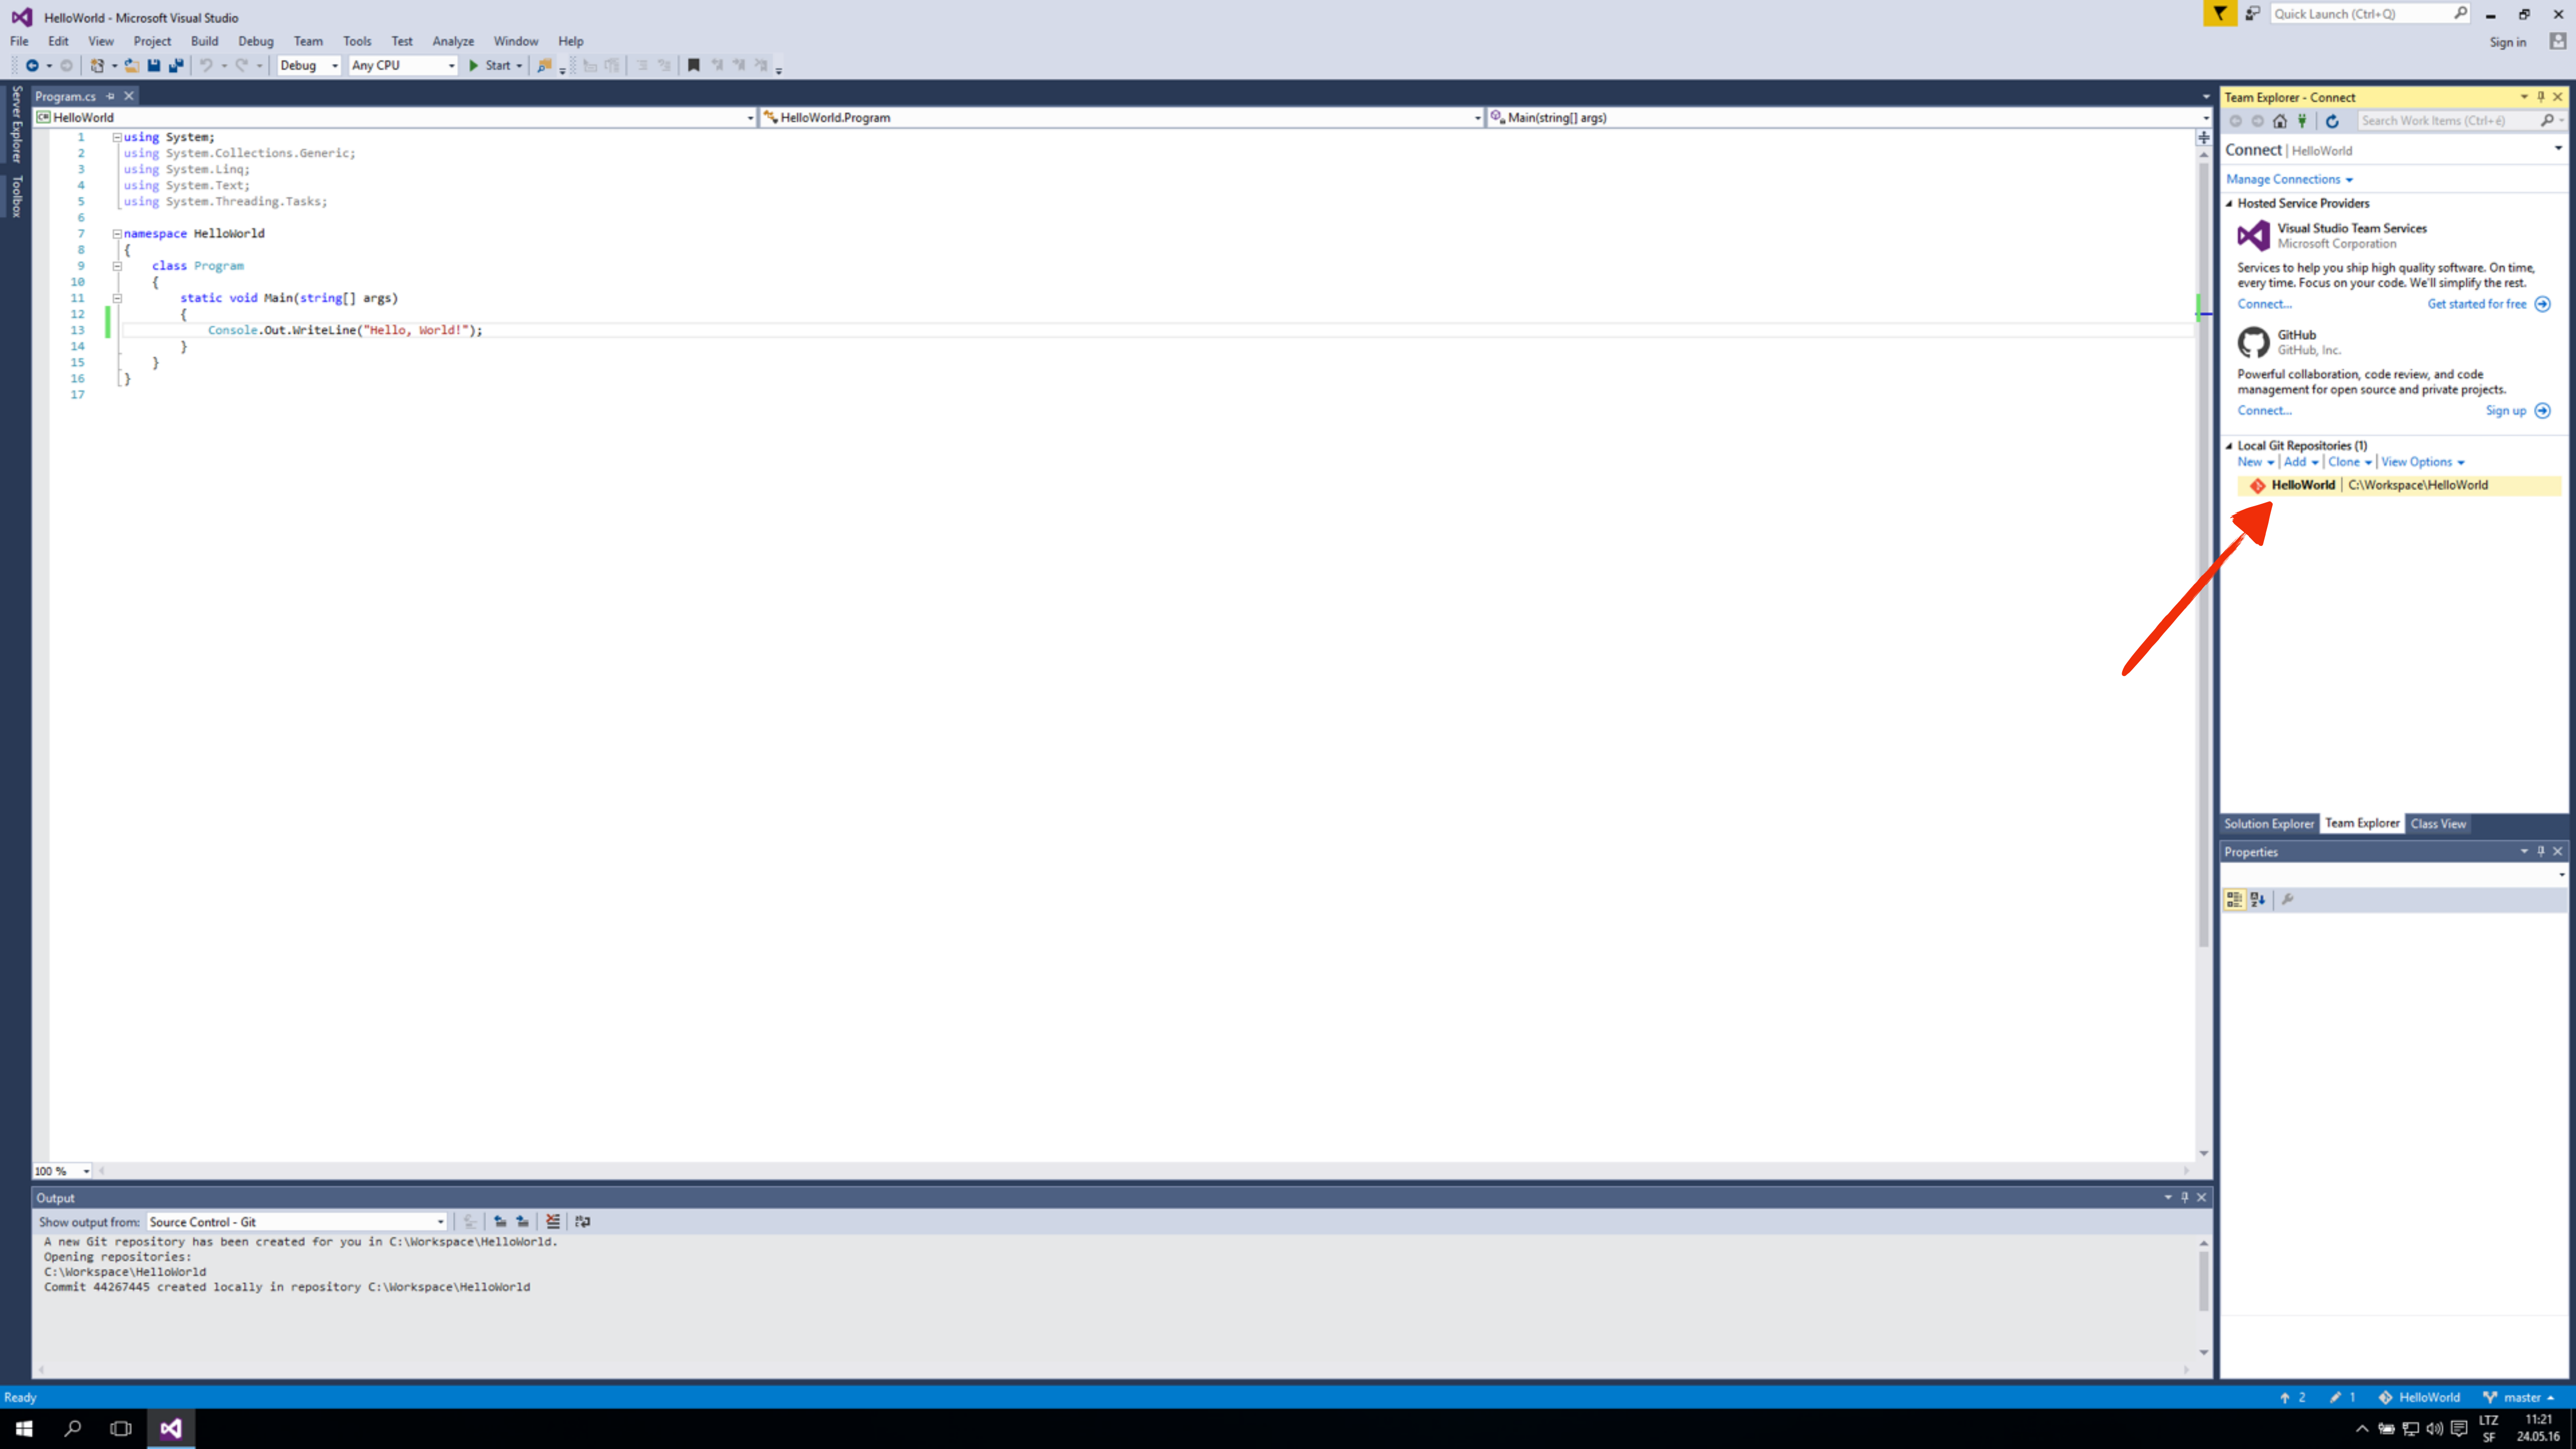 HelloWorld - Microsoft Visual Studio
Quick Launch (Ctrl+Q)
File Edit View Project Build Debug Team Tools Test Analyze Window Help
Sign in
Debug Any CPU Start
Server Explorer
Toolbox
Program.cs
HelloWorld HelloWorld.Program Main(string[] args)
1 using System;
2 using System.Collections.Generic;
3 using System.Linq;
4 using System.Text;
5 using System.Threading.Tasks;
6
7 namespace HelloWorld
8 {
9 class Program
10 {
11 static void Main(string[] args)
12 {
13 Console.Out.WriteLine("Hello, World!");
14 }
15 }
16 }
17
100 %
Team Explorer - Connect
Search Work Items (Ctrl+é)
Connect | HelloWorld
Manage Connections
Hosted Service Providers
Visual Studio Team Services
Microsoft Corporation
Services to help you ship high quality software. On time,
every time. Focus on your code. We'll simplify the rest.
Connect... Get started for free
GitHub
GitHub, Inc.
Powerful collaboration, code review, and code
management for open source and private projects.
Connect... Sign up
Local Git Repositories (1)
New | Add | Clone | View Options
HelloWorld | C:\Workspace\HelloWorld
Solution Explorer Team Explorer Class View
Properties
Output
Show output from: Source Control - Git
A new Git repository has been created for you in C:\Workspace\HelloWorld.
Opening repositories:
C:\Workspace\HelloWorld
Commit 44267445 created locally in repository C:\Workspace\HelloWorld
Ready 2 1 HelloWorld master
LTZ 11:21
SF 24.05.16